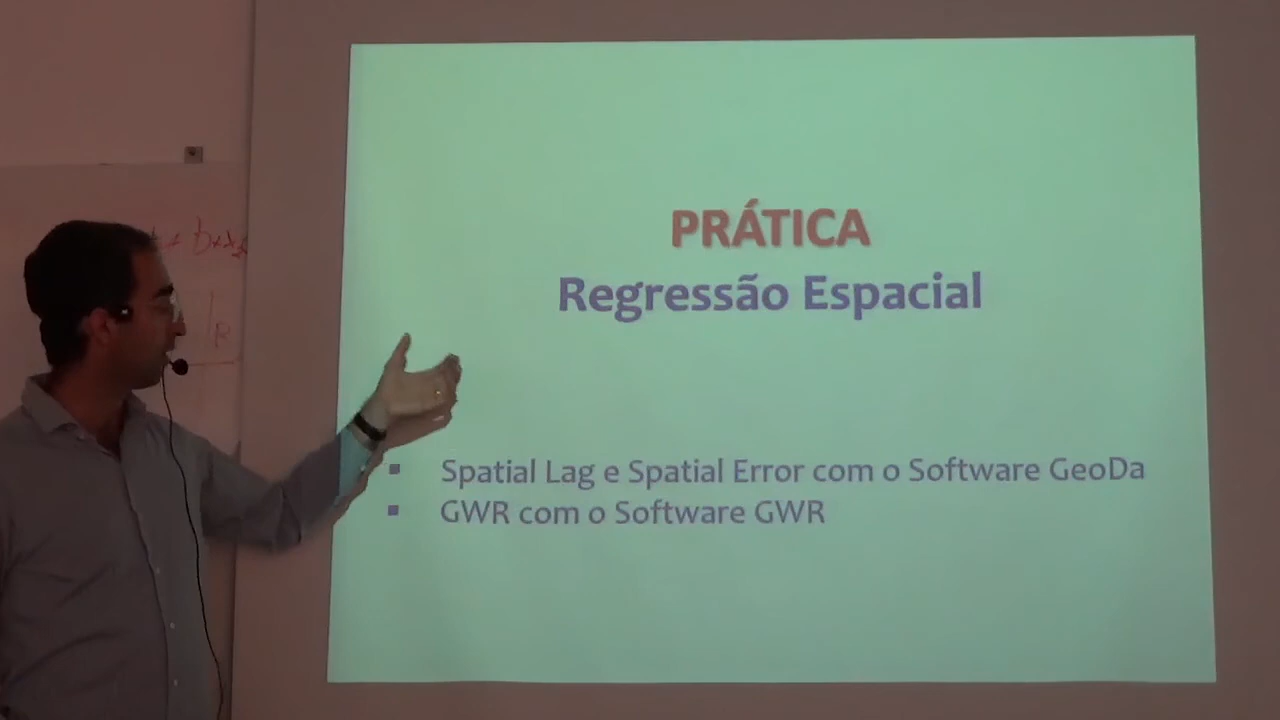 PRÁTICA
Regressão Espacial
▪ Spatial Lag e Spatial Error com o Software GeoDa
▪ GWR com o Software GWR